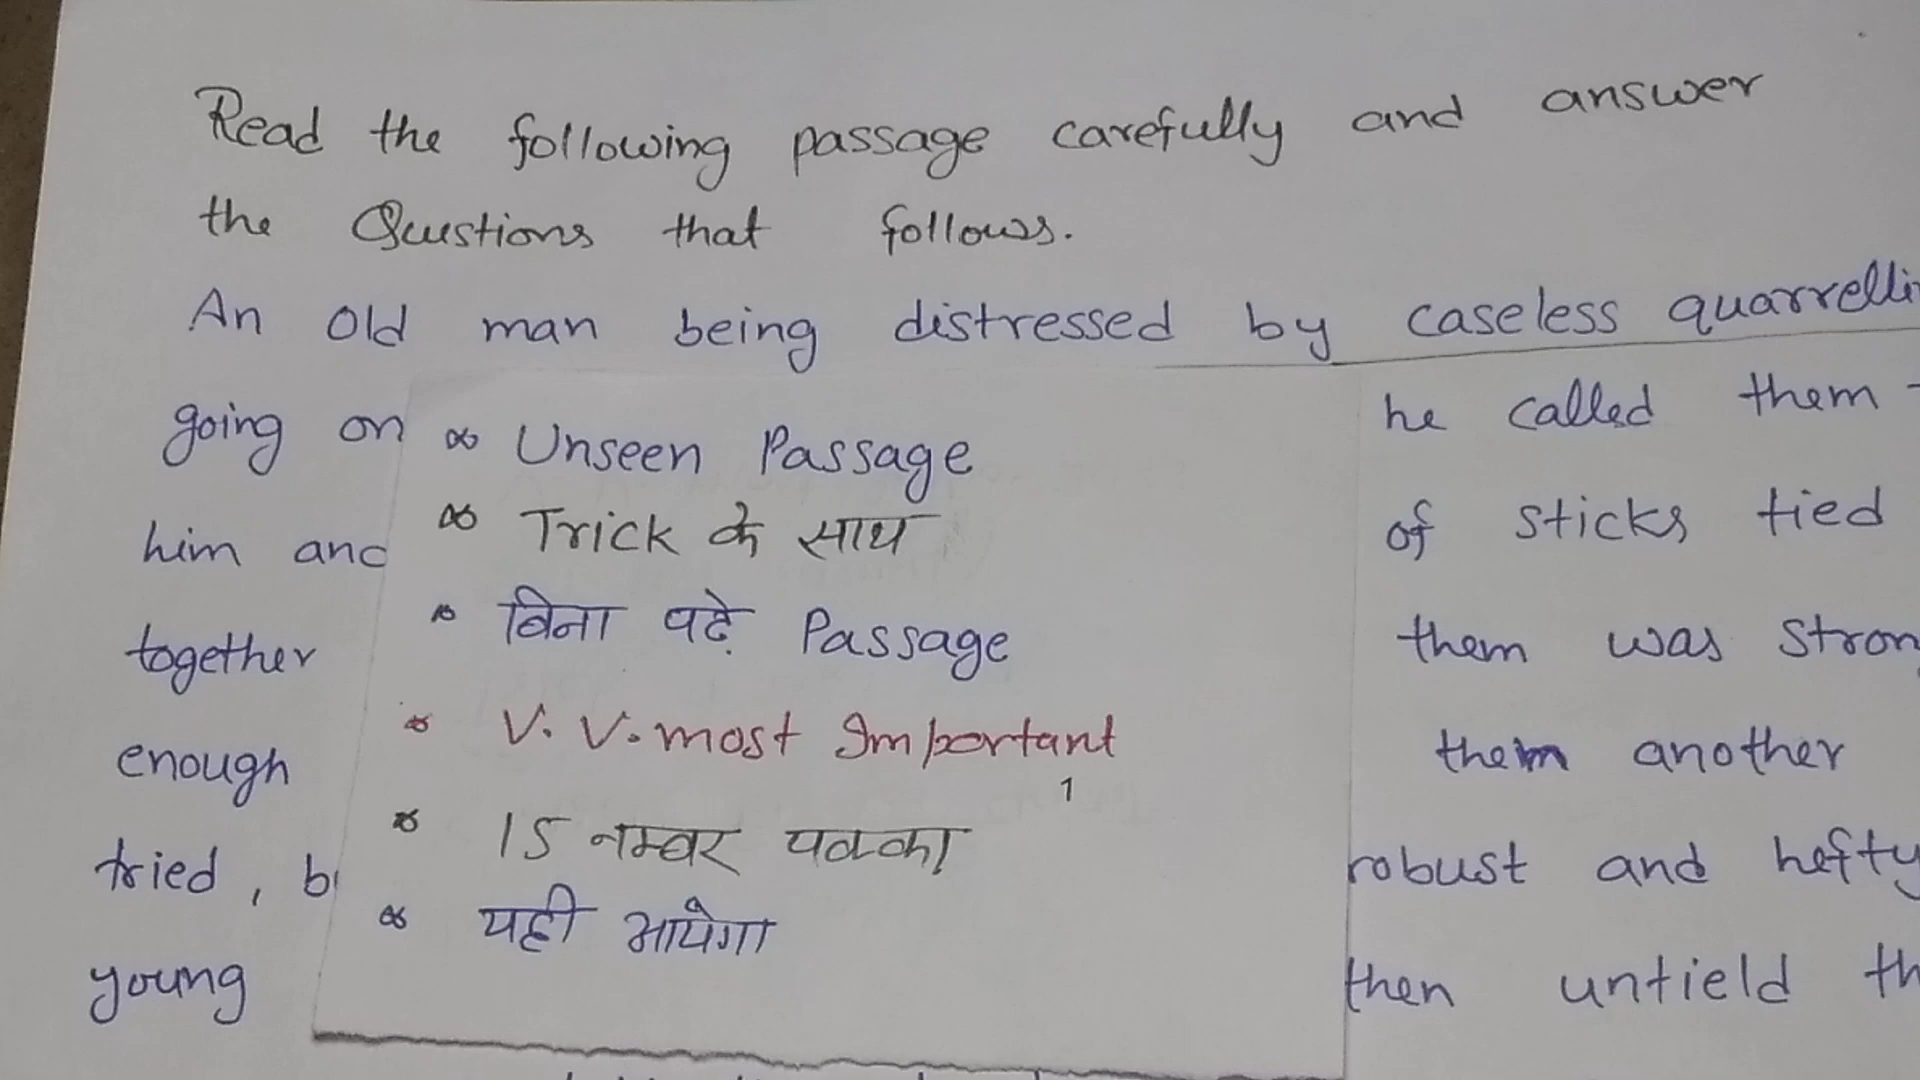 Read the following passage carefully and answer
the Questions that follows.
An old man being distressed by caseless quarrelli
going on
he called them
him and
of sticks tied
together
them was stron
enough
them another
tried, b
robust and hefty
young
then untield th
Unseen Passage
Trick के साथ
बिना पढ़े Passage
V. V. most Important
1
15 नम्बर पक्का
यही आयेगा